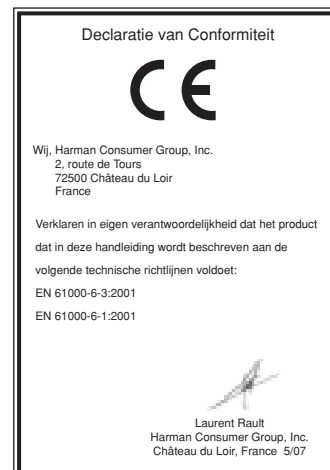 Declaratie van Conformiteit
CE
Wij, Harman Consumer Group, Inc.
2, route de Tours
72500 Château du Loir
France
Verklaren in eigen verantwoordelijkheid dat het product
dat in deze handleiding wordt beschreven aan de
volgende technische richtlijnen voldoet:
EN 61000-6-3:2001
EN 61000-6-1:2001
Laurent Rault
Harman Consumer Group, Inc.
Château du Loir, France 5/07